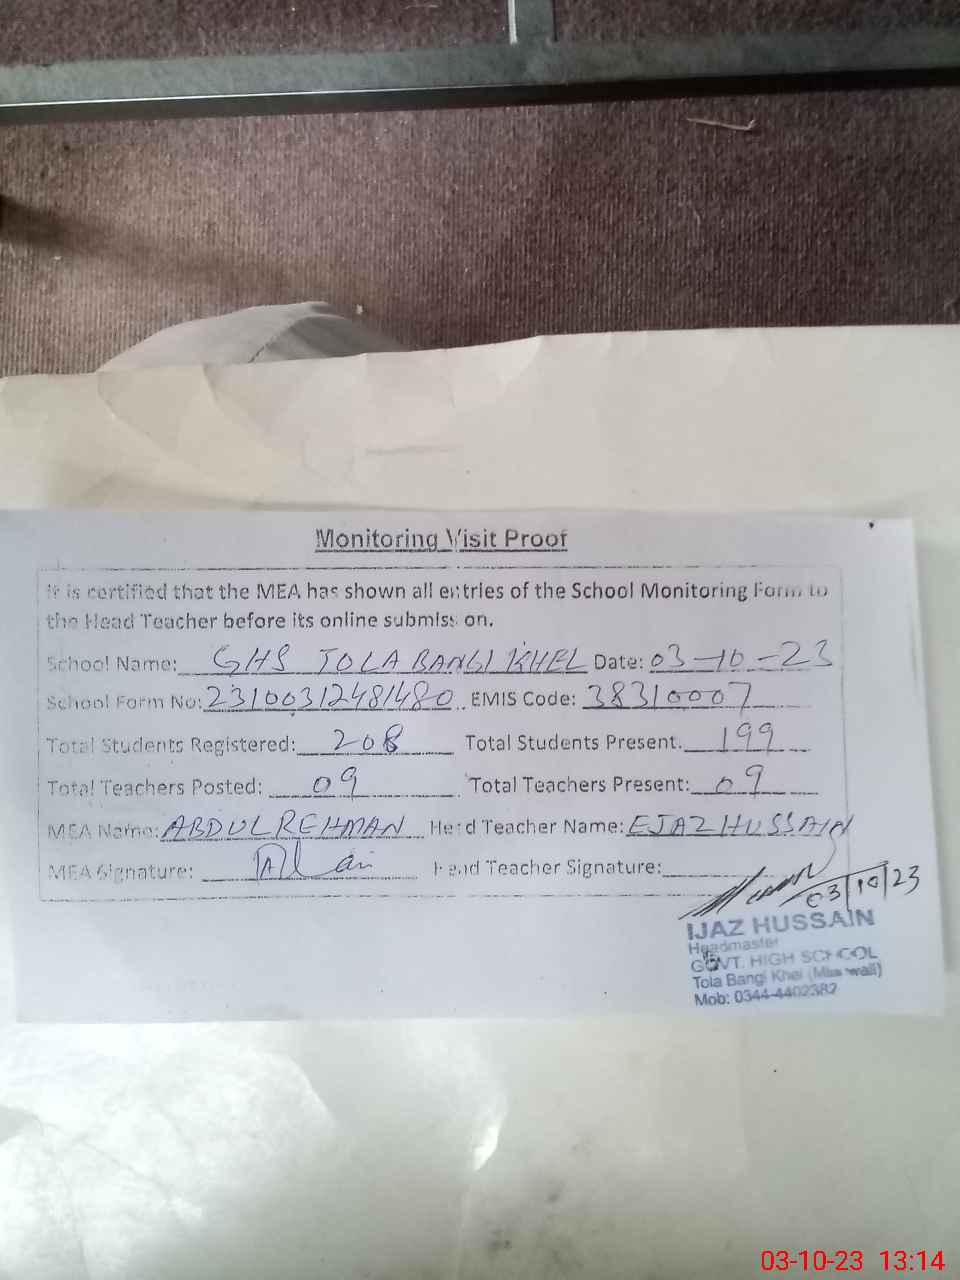 Monitoring Visit Proof
It is certified that the MEA has shown all entries of the School Monitoring Form to
the Head Teacher before its online submission.
School Name: GHS TOLA BANGI KHEL Date: 03-10-23
School Form No: 23100312481480 EMIS Code: 38310007
Total Students Registered: 208 Total Students Present. 199
Total Teachers Posted: 09 Total Teachers Present: 09
MEA Name: ABDUL REHMAN Head Teacher Name: EJAZ HUSSAIN
MEA Signature: Head Teacher Signature:
03/10/23
IJAZ HUSSAIN
Headmaster
GOVT. HIGH SCHOOL
Tola Bangi Khel (Mianwali)
Mob: 0344-4402382
03-10-23 13:14